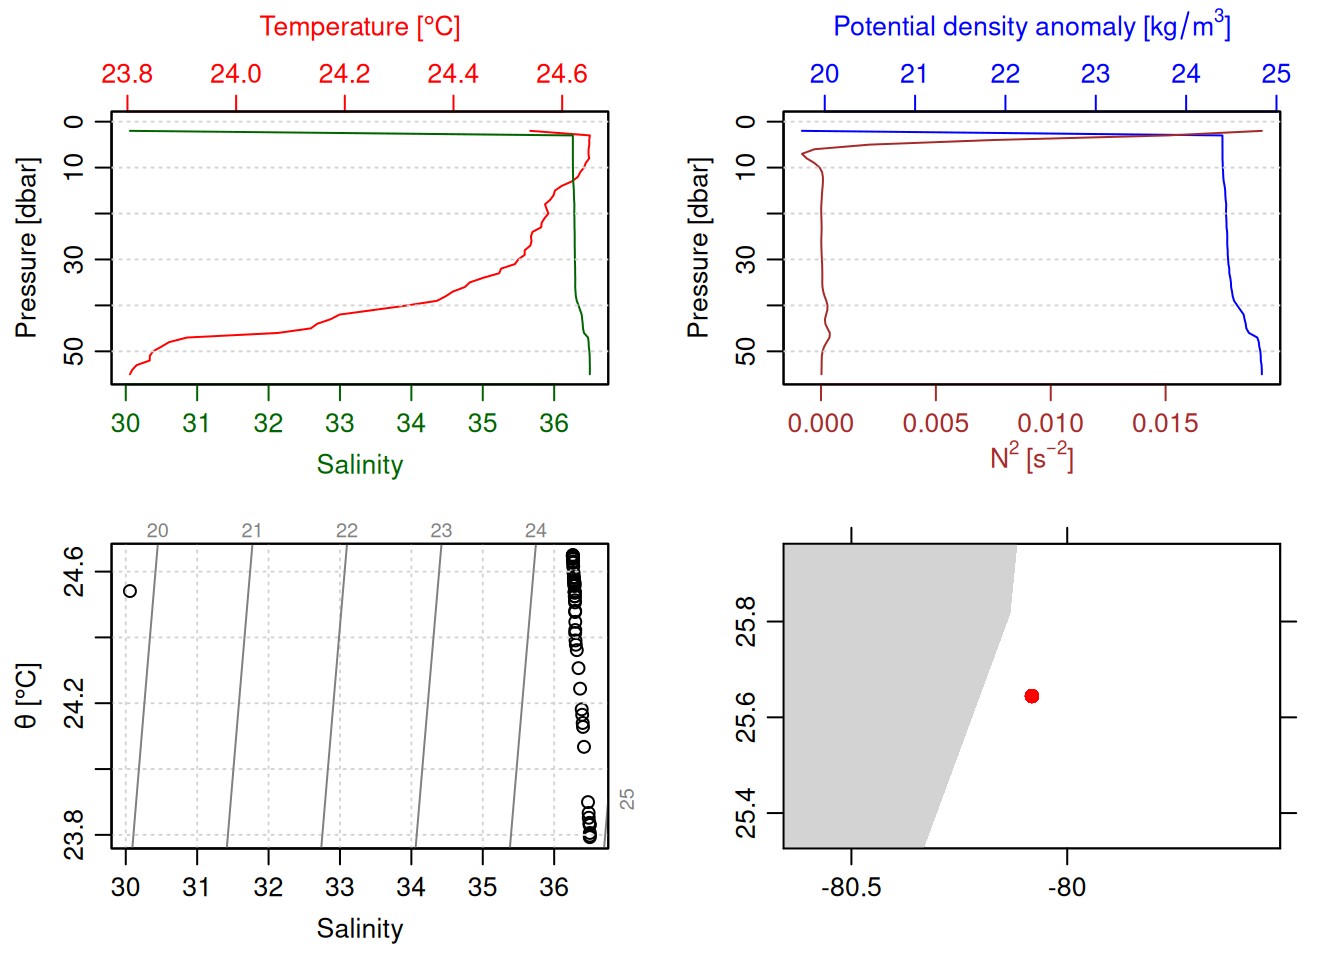 Temperature [°C]
23.8 24.0 24.2 24.4 24.6
Pressure [dbar]
0 10 30 50
30 31 32 33 34 35 36
Salinity
Potential density anomaly [kg/m³]
20 21 22 23 24 25
Pressure [dbar]
0 10 30 50
0.000 0.005 0.010 0.015
N² [s⁻²]
20 21 22 23 24
25
θ [°C]
24.6 24.2 23.8
30 31 32 33 34 35 36
Salinity
25.8 25.6 25.4
-80.5 -80